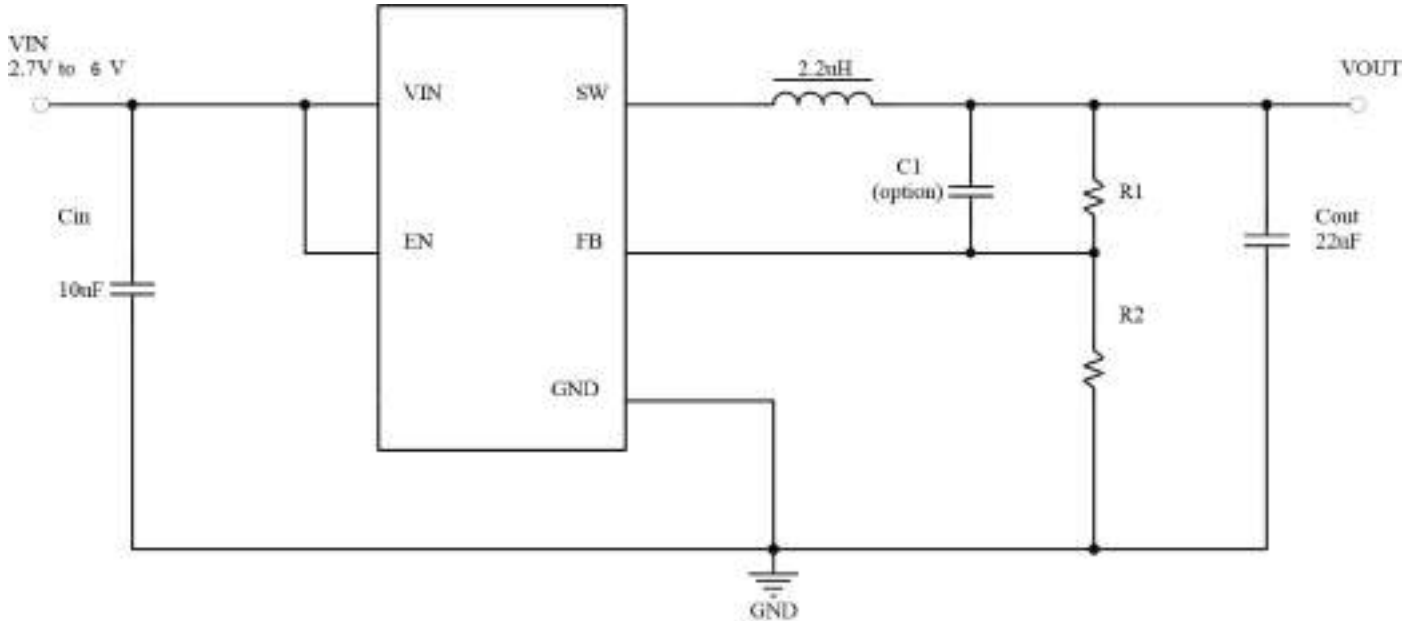 VIN
2.7V to 6 V
VIN
SW
2.2uH
VOUT
C1
(option)
R1
Cin
EN
FB
Cout
22uF
10uF
R2
GND
GND